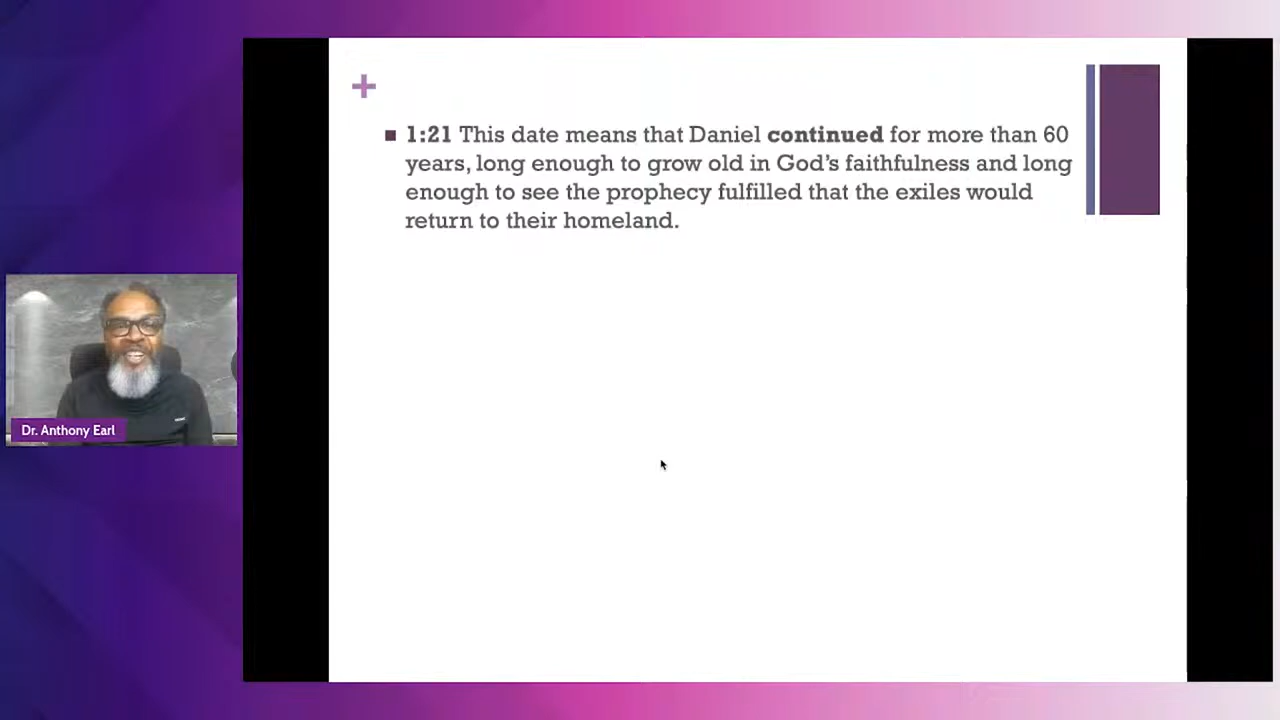 +
1:21 This date means that Daniel continued for more than 60
years, long enough to grow old in God's faithfulness and long
enough to see the prophecy fulfilled that the exiles would
return to their homeland.
Dr. Anthony Earl